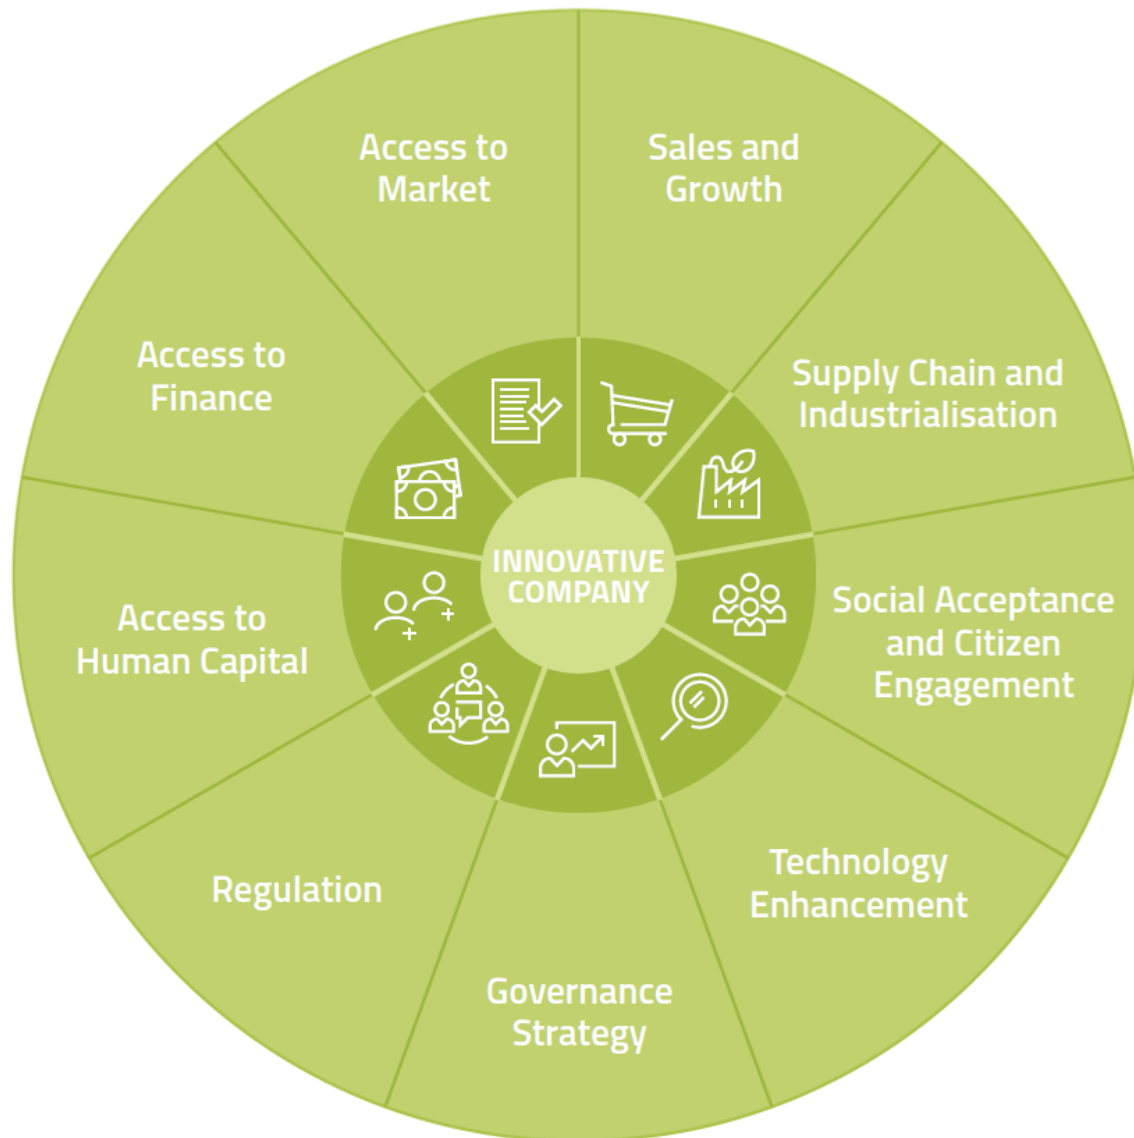 Access to
Market
Sales and
Growth
Supply Chain and
Industrialisation
Social Acceptance
and Citizen
Engagement
Technology
Enhancement
Governance
Strategy
Regulation
Access to
Human Capital
Access to
Finance
INNOVATIVE
COMPANY